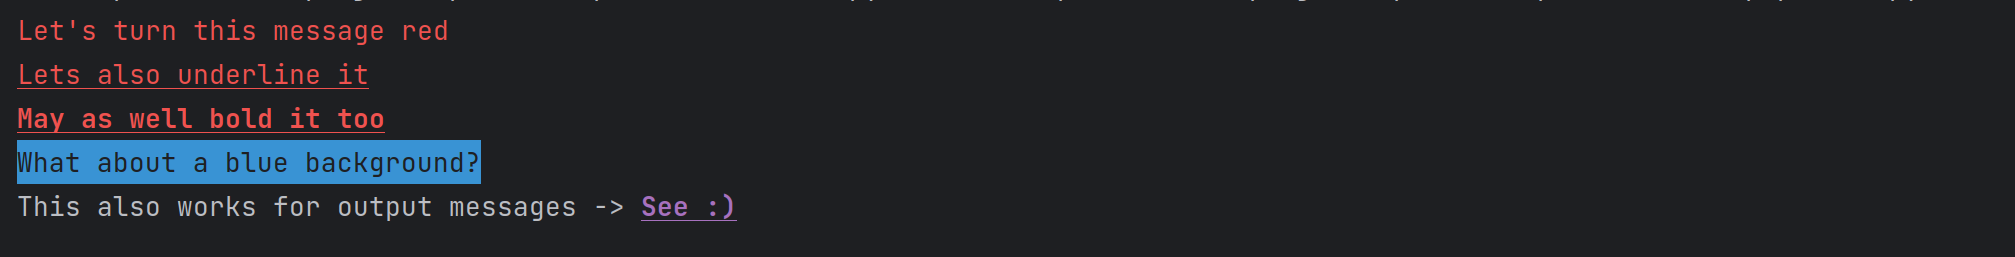 Let's turn this message red
Lets also underline it
May as well bold it too
What about a blue background?
This also works for output messages -> See :)